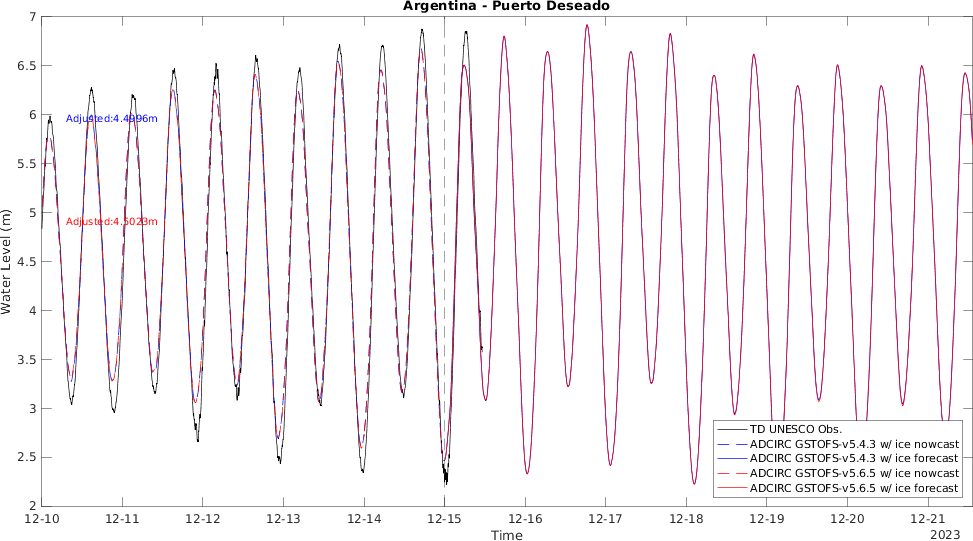 Argentina - Puerto Deseado
7
6.5
6
5.5
5
4.5
4
3.5
3
2.5
2
Water Level (m)
Adjusted:4.4996m
Adjusted:4.5023m
TD UNESCO Obs.
ADCIRC GSTOFS-v5.4.3 w/ ice nowcast
ADCIRC GSTOFS-v5.4.3 w/ ice forecast
ADCIRC GSTOFS-v5.6.5 w/ ice nowcast
ADCIRC GSTOFS-v5.6.5 w/ ice forecast
12-10 12-11 12-12 12-13 12-14 12-15 12-16 12-17 12-18 12-19 12-20 12-21
2023
Time